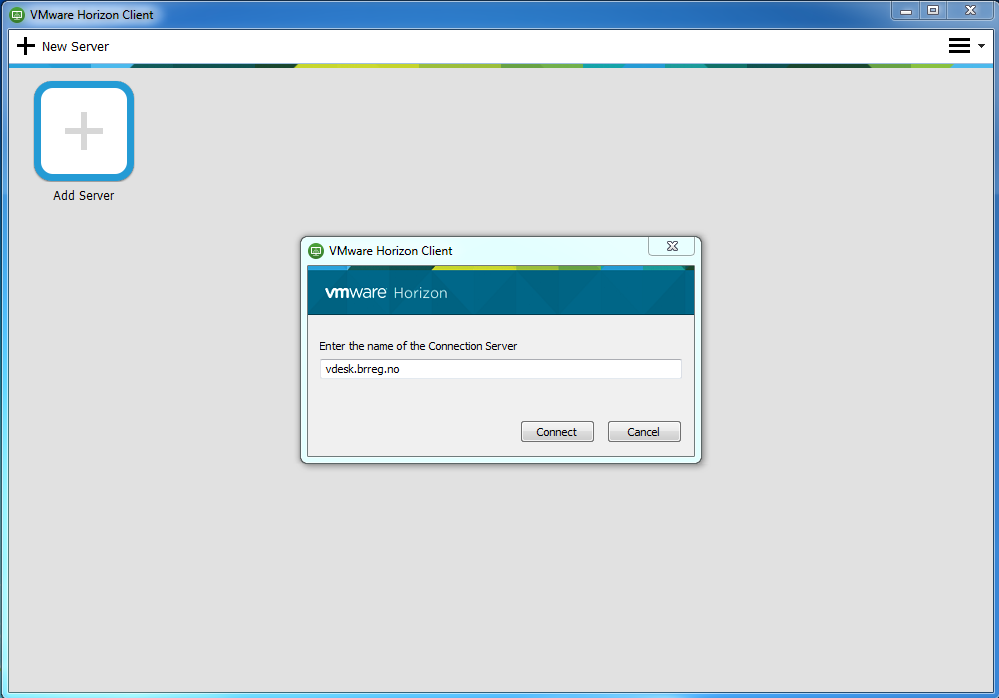 VMware Horizon Client
New Server
Add Server
VMware Horizon Client
vmware Horizon
Enter the name of the Connection Server
vdesk.brreg.no
Connect
Cancel